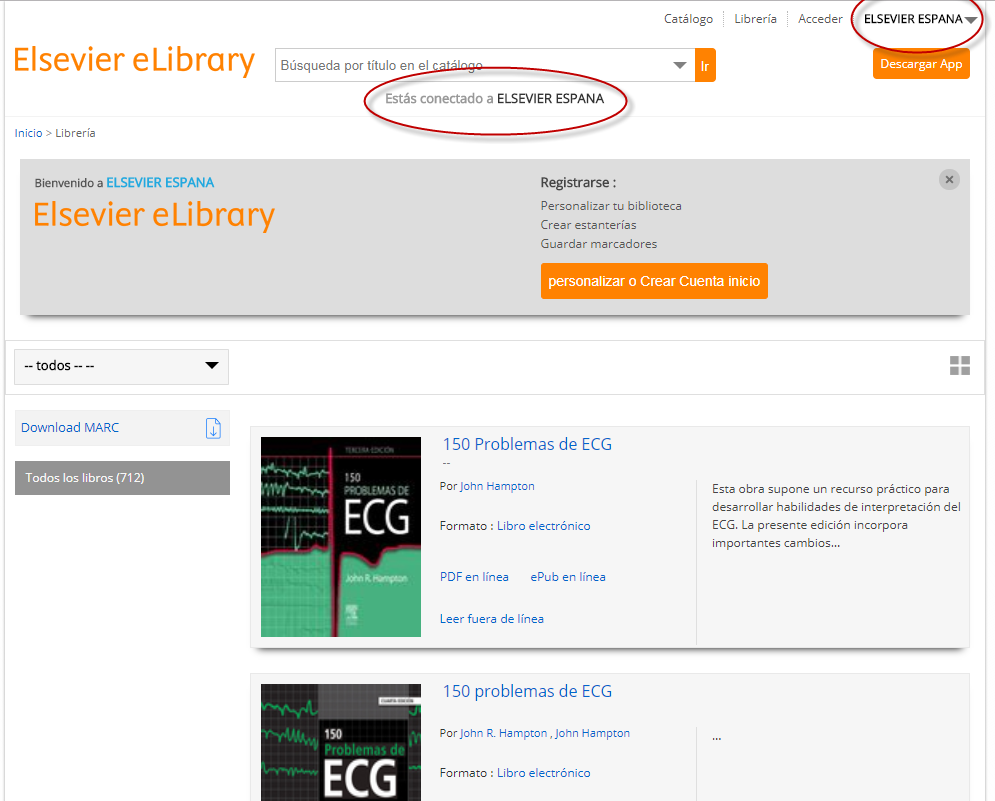 Catálogo Librería Acceder ELSEVIER ESPANA
Elsevier eLibrary
Búsqueda por título en el catálogo
Ir
Descargar App
Estás conectado a ELSEVIER ESPANA
Inicio > Librería
Bienvenido a ELSEVIER ESPANA
Elsevier eLibrary
Registrarse :
Personalizar tu biblioteca
Crear estanterías
Guardar marcadores
personalizar o Crear Cuenta inicio
-- todos -- --
Download MARC
Todos los libros (712)
TERCERA EDICIÓN
150
PROBLEMAS DE
ECG
John R. Hampton
150 Problemas de ECG
--
Por John Hampton
Formato : Libro electrónico
PDF en línea ePub en línea
Leer fuera de línea
Esta obra supone un recurso práctico para
desarrollar habilidades de interpretación del
ECG. La presente edición incorpora
importantes cambios...
CUARTA EDICIÓN
150
Problemas de
ECG
150 problemas de ECG
Por John R. Hampton , John Hampton
Formato : Libro electrónico
...